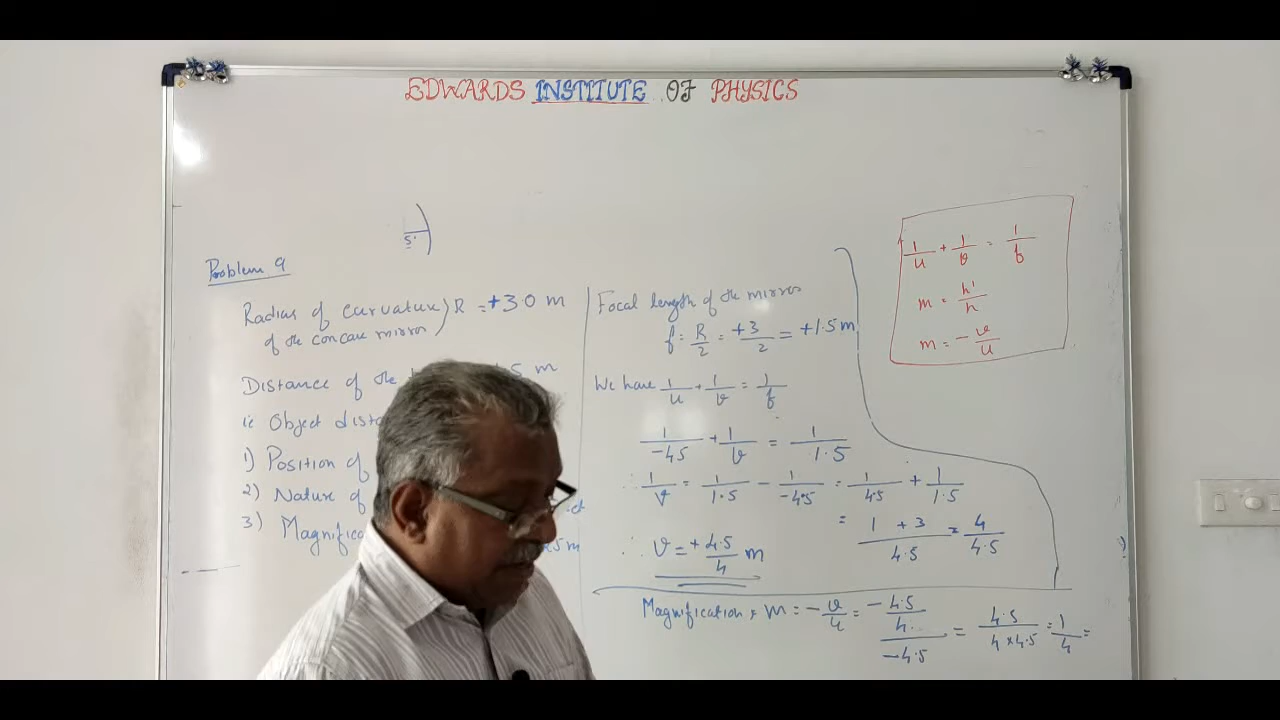 EDWARDS INSTITUTE OF PHYSICS
Problem 9
Radius of curvature) R = +3.0 m
of the concave mirror
Distance of the 5 m
ie Object dista
1) Position of
2) Nature of
3) Magnific
5 m
Focal length of the mirror
f = R/2 = +3/2 = +1.5 m
We have 1/u + 1/v = 1/f
1/-4.5 + 1/v = 1/1.5
∴ 1/v = 1/1.5 - 1/-4.5 = 1/4.5 + 1/1.5
= 1 + 3/4.5 = 4/4.5
∴ v = + 4.5/4 m
Magnification, m = - v/u = - 4.5/4/-4.5 = 4.5/4×4.5 = 1/4 =
1/u + 1/v = 1/f
m = h'/h
m = - v/u